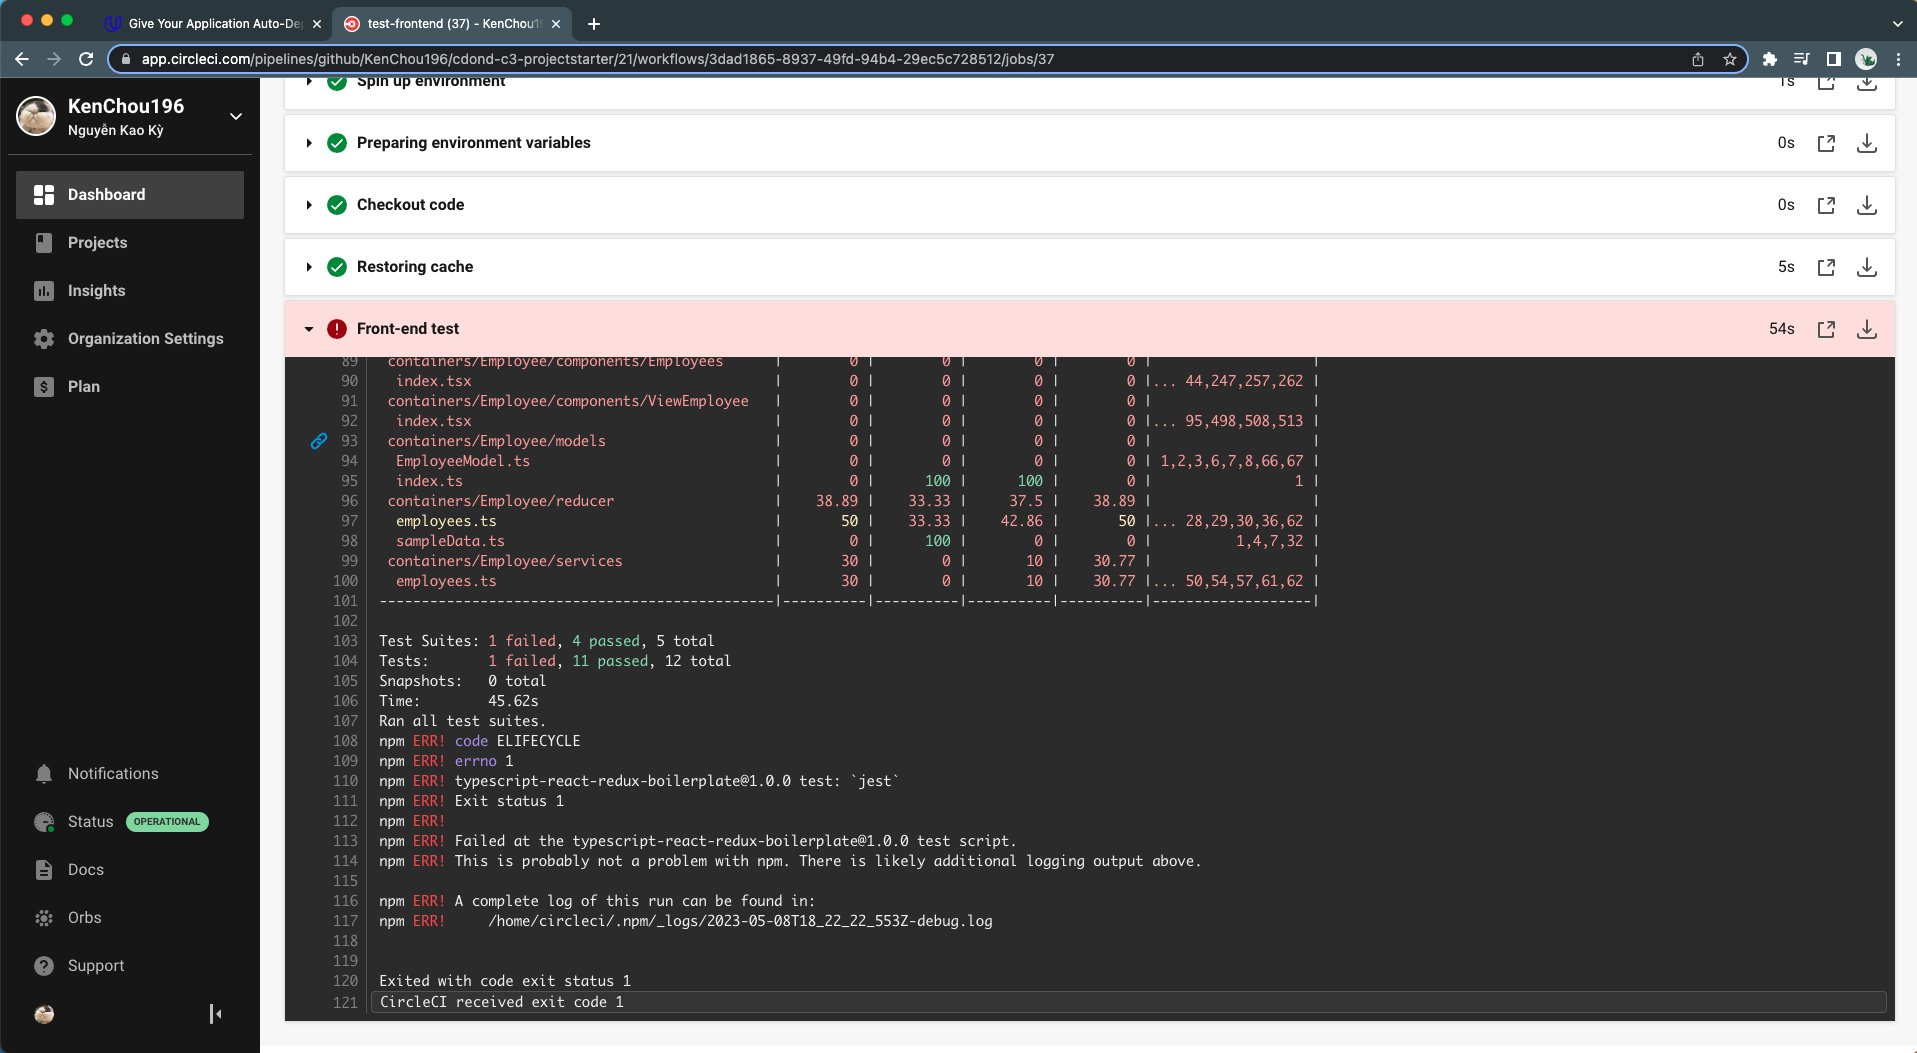 Give Your Application Auto-De
test-frontend (37) - KenChou1
app.circleci.com/pipelines/github/KenChou196/cdond-c3-projectstarter/21/workflows/3dad1865-8937-49fd-94b4-29ec5c728512/jobs/37
KenChou196
Nguyễn Kao Kỳ
Dashboard
Projects
Insights
Organization Settings
Plan
Notifications
Status OPERATIONAL
Docs
Orbs
Support
Spin up environment 1s
Preparing environment variables 0s
Checkout code 0s
Restoring cache 5s
Front-end test 54s
89 containers/Employee/components/Employees | 0 | 0 | 0 | 0 | |
90 index.tsx | 0 | 0 | 0 | 0 |... 44,247,257,262 |
91 containers/Employee/components/ViewEmployee | 0 | 0 | 0 | 0 | |
92 index.tsx | 0 | 0 | 0 | 0 |... 95,498,508,513 |
93 containers/Employee/models | 0 | 0 | 0 | 0 | |
94 EmployeeModel.ts | 0 | 0 | 0 | 0 | 1,2,3,6,7,8,66,67 |
95 index.ts | 0 | 100 | 100 | 0 | 1 |
96 containers/Employee/reducer | 38.89 | 33.33 | 37.5 | 38.89 | |
97 employees.ts | 50 | 33.33 | 42.86 | 50 |... 28,29,30,36,62 |
98 sampleData.ts | 0 | 100 | 0 | 0 | 1,4,7,32 |
99 containers/Employee/services | 30 | 0 | 10 | 30.77 | |
100 employees.ts | 30 | 0 | 10 | 30.77 |... 50,54,57,61,62 |
101 -----------------------------------------------|----------|----------|----------|----------|-------------------|
102
103 Test Suites: 1 failed, 4 passed, 5 total
104 Tests: 1 failed, 11 passed, 12 total
105 Snapshots: 0 total
106 Time: 45.62s
107 Ran all test suites.
108 npm ERR! code ELIFECYCLE
109 npm ERR! errno 1
110 npm ERR! typescript-react-redux-boilerplate@1.0.0 test: `jest`
111 npm ERR! Exit status 1
112 npm ERR!
113 npm ERR! Failed at the typescript-react-redux-boilerplate@1.0.0 test script.
114 npm ERR! This is probably not a problem with npm. There is likely additional logging output above.
115
116 npm ERR! A complete log of this run can be found in:
117 npm ERR! /home/circleci/.npm/_logs/2023-05-08T18_22_22_553Z-debug.log
118
119
120 Exited with code exit status 1
121 CircleCI received exit code 1